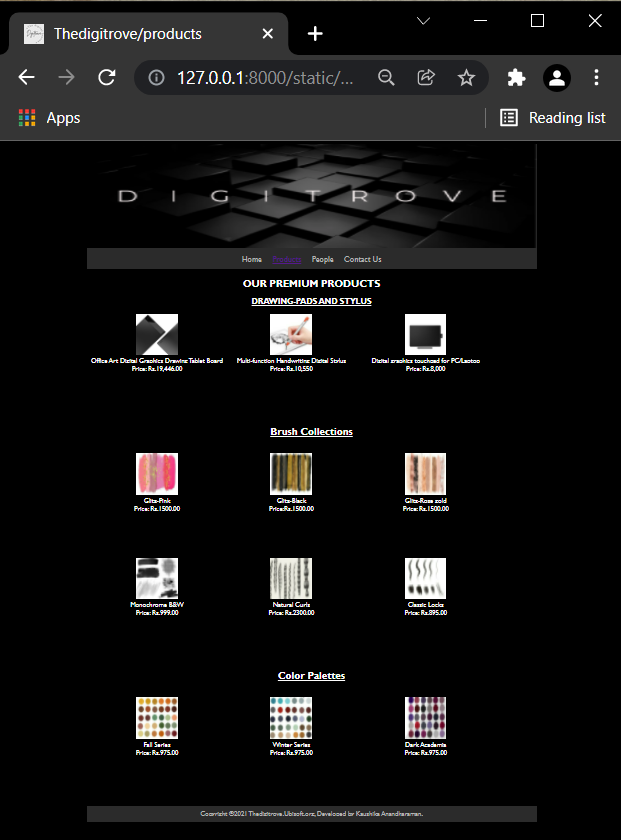 Thedigitrove/products
127.0.0.1:8000/static/...
Apps
Reading list
D I G I T R O V E
Home Products People Contact Us
OUR PREMIUM PRODUCTS
DRAWING-PADS AND STYLUS
Office Art Digital Graphics Drawing Tablet Board Multi-function Handwriting Digital Stylus Digital graphics touchpad for PC/Laptop
Price: Rs.19,446.00 Price: Rs.10,550 Price: Rs.8,000
Brush Collections
Glitz-Pink Glitz-Black Glitz-Rose gold
Price: Rs.1500.00 Price:Rs.1500.00 Price: Rs.1500.00
Monochrome B&W Natural Curls Classic Locks
Price: Rs.999.00 Price: Rs.2300.00 Price: Rs.895.00
Color Palettes
Fall Series Winter Series Dark Academia
Price: Rs.975.00 Price: Rs.975.00 Price: Rs.975.00
Copyright ©2021 Thedigitrove.Ubisoft.org, Developed by Kaushika Anandharaman.